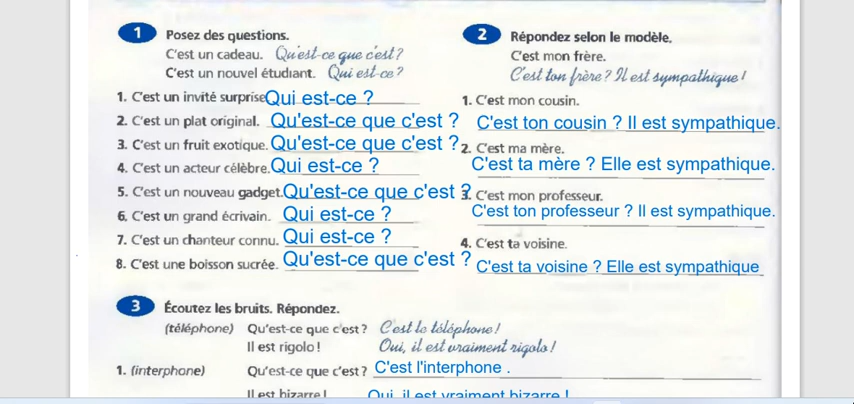 1 Posez des questions.
C'est un cadeau. Qu'est-ce que c'est ?
C'est un nouvel étudiant. Qui est-ce ?
1. C'est un invité surprise Qui est-ce ?
2. C'est un plat original. Qu'est-ce que c'est ?
3. C'est un fruit exotique. Qu'est-ce que c'est ?
4. C'est un acteur célèbre. Qui est-ce ?
5. C'est un nouveau gadget. Qu'est-ce que c'est ?
6. C'est un grand écrivain. Qui est-ce ?
7. C'est un chanteur connu. Qui est-ce ?
8. C'est une boisson sucrée. Qu'est-ce que c'est ?
2 Répondez selon le modèle.
C'est mon frère.
C'est ton frère ? Il est sympathique !
1. C'est mon cousin.
C'est ton cousin ? Il est sympathique.
2. C'est ma mère.
C'est ta mère ? Elle est sympathique.
3. C'est mon professeur.
C'est ton professeur ? Il est sympathique.
4. C'est ta voisine.
C'est ta voisine ? Elle est sympathique
3 Écoutez les bruits. Répondez.
(téléphone) Qu'est-ce que c'est ? C'est le téléphone !
Il est rigolo ! Oui, il est vraiment rigolo !
1. (interphone) Qu'est-ce que c'est ? C'est l'interphone .
Il est bizarre ! Oui, il est vraiment bizarre !